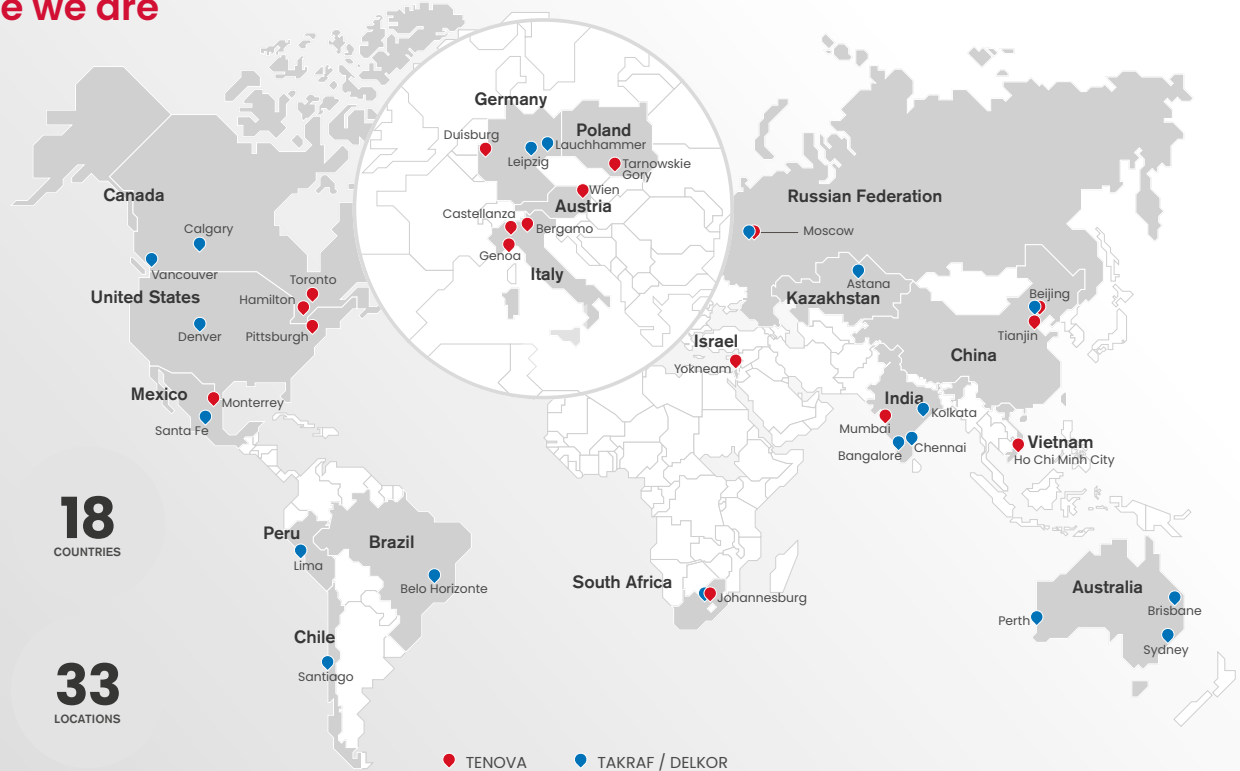 e we are
Germany
Duisburg
Poland
Lauchhammer
Leipzig
Tarnowskie
Gory
Wien
Austria
Castellanza
Bergamo
Genoa
Italy
Canada
Calgary
Vancouver
United States
Toronto
Hamilton
Denver
Pittsburgh
Mexico
Monterrey
Santa Fe
Russian Federation
Moscow
Astana
Kazakhstan
Beijing
Tianjin
China
Israel
Yokneam
India
Kolkata
Mumbai
Chennai
Bangalore
Vietnam
Ho Chi Minh City
18
COUNTRIES
Peru
Lima
Brazil
Belo Horizonte
South Africa
Johannesburg
Australia
Brisbane
Perth
Sydney
Chile
Santiago
33
LOCATIONS
TENOVA
TAKRAF / DELKOR